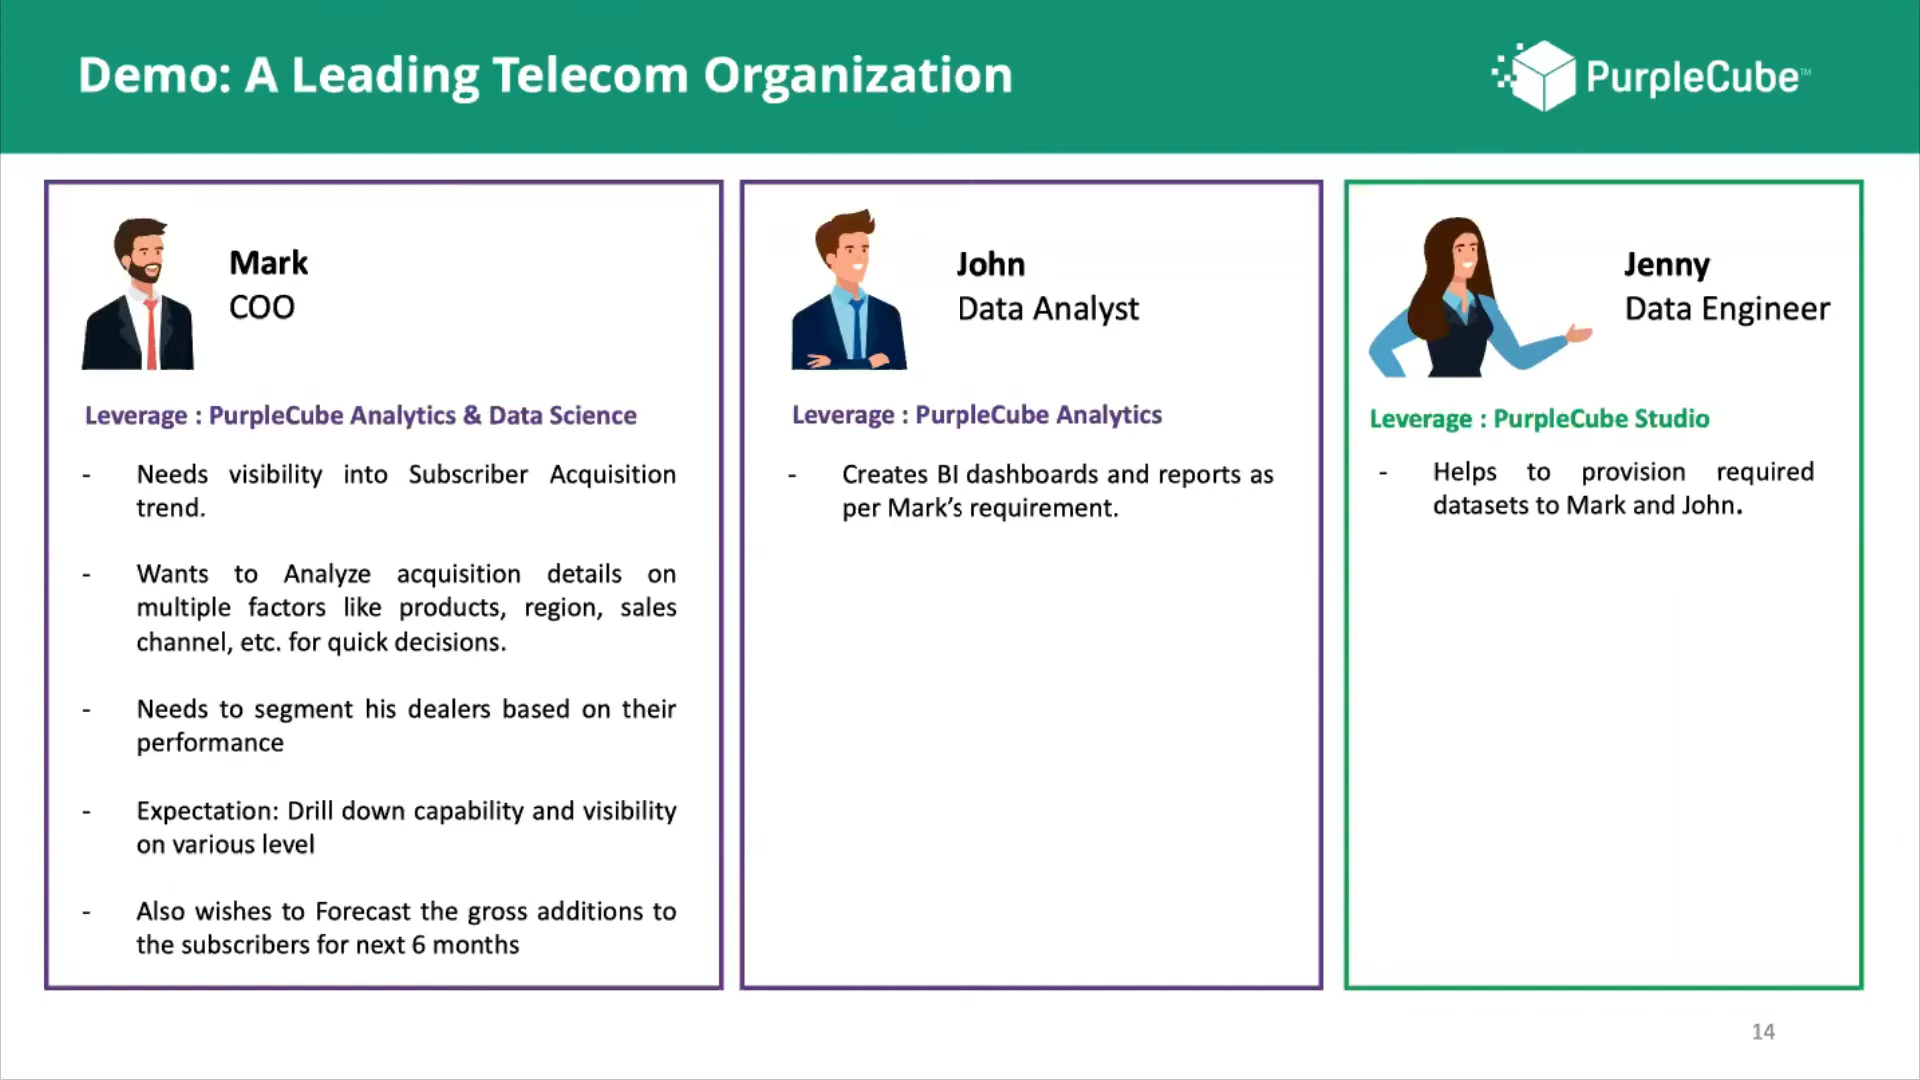 Demo: A Leading Telecom Organization
PurpleCube™
Mark
COO
Leverage : PurpleCube Analytics & Data Science
- Needs visibility into Subscriber Acquisition
trend.
- Wants to Analyze acquisition details on
multiple factors like products, region, sales
channel, etc. for quick decisions.
- Needs to segment his dealers based on their
performance
- Expectation: Drill down capability and visibility
on various level
- Also wishes to Forecast the gross additions to
the subscribers for next 6 months
John
Data Analyst
Leverage : PurpleCube Analytics
- Creates BI dashboards and reports as
per Mark’s requirement.
Jenny
Data Engineer
Leverage : PurpleCube Studio
- Helps to provision required
datasets to Mark and John.
14